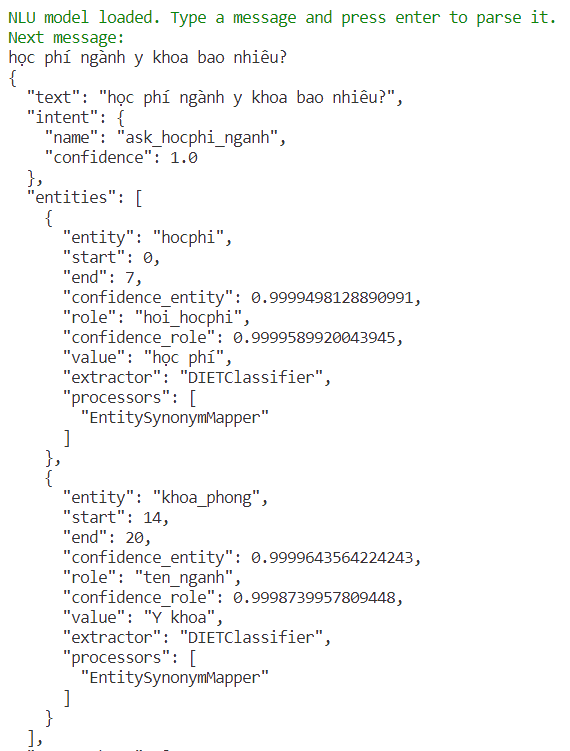 NLU model loaded. Type a message and press enter to parse it.
Next message:
học phí ngành y khoa bao nhiêu?
{
  "text": "học phí ngành y khoa bao nhiêu?",
  "intent": {
    "name": "ask_hocphi_nganh",
    "confidence": 1.0
  },
  "entities": [
    {
      "entity": "hocphi",
      "start": 0,
      "end": 7,
      "confidence_entity": 0.9999498128890991,
      "role": "hoi_hocphi",
      "confidence_role": 0.9999589920043945,
      "value": "học phí",
      "extractor": "DIETClassifier",
      "processors": [
        "EntitySynonymMapper"
      ]
    },
    {
      "entity": "khoa_phong",
      "start": 14,
      "end": 20,
      "confidence_entity": 0.9999643564224243,
      "role": "ten_nganh",
      "confidence_role": 0.9998739957809448,
      "value": "Y khoa",
      "extractor": "DIETClassifier",
      "processors": [
        "EntitySynonymMapper"
      ]
    }
  ],